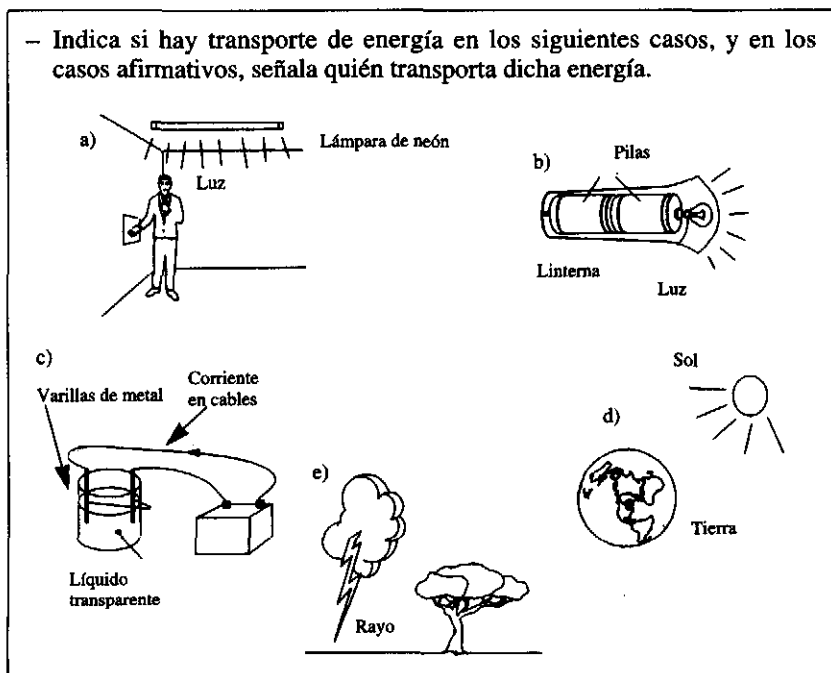 – Indica si hay transporte de energía en los siguientes casos, y en los
casos afirmativos, señala quién transporta dicha energía.
a)
Lámpara de neón
Luz
b)
Pilas
Linterna
Luz
c)
Varillas de metal
Corriente
en cables
Líquido
transparente
Sol
d)
Tierra
e)
Rayo